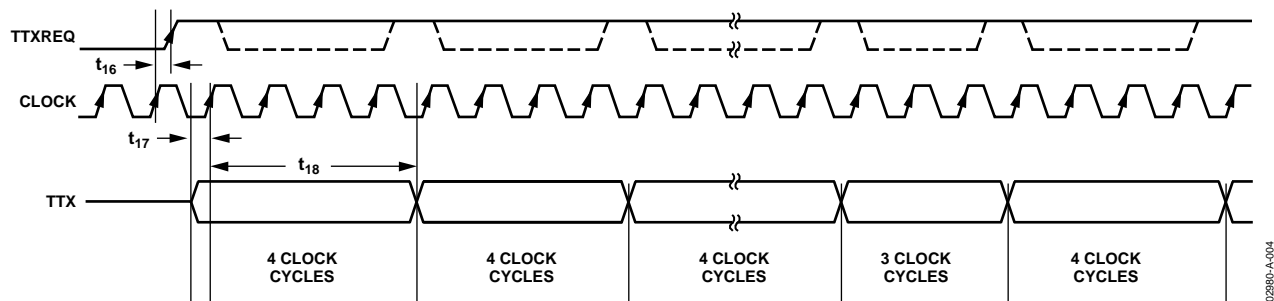 TTXREQ
t16
CLOCK
t17
t18
TTX
4 CLOCK
CYCLES
4 CLOCK
CYCLES
4 CLOCK
CYCLES
3 CLOCK
CYCLES
4 CLOCK
CYCLES
02980-A-004